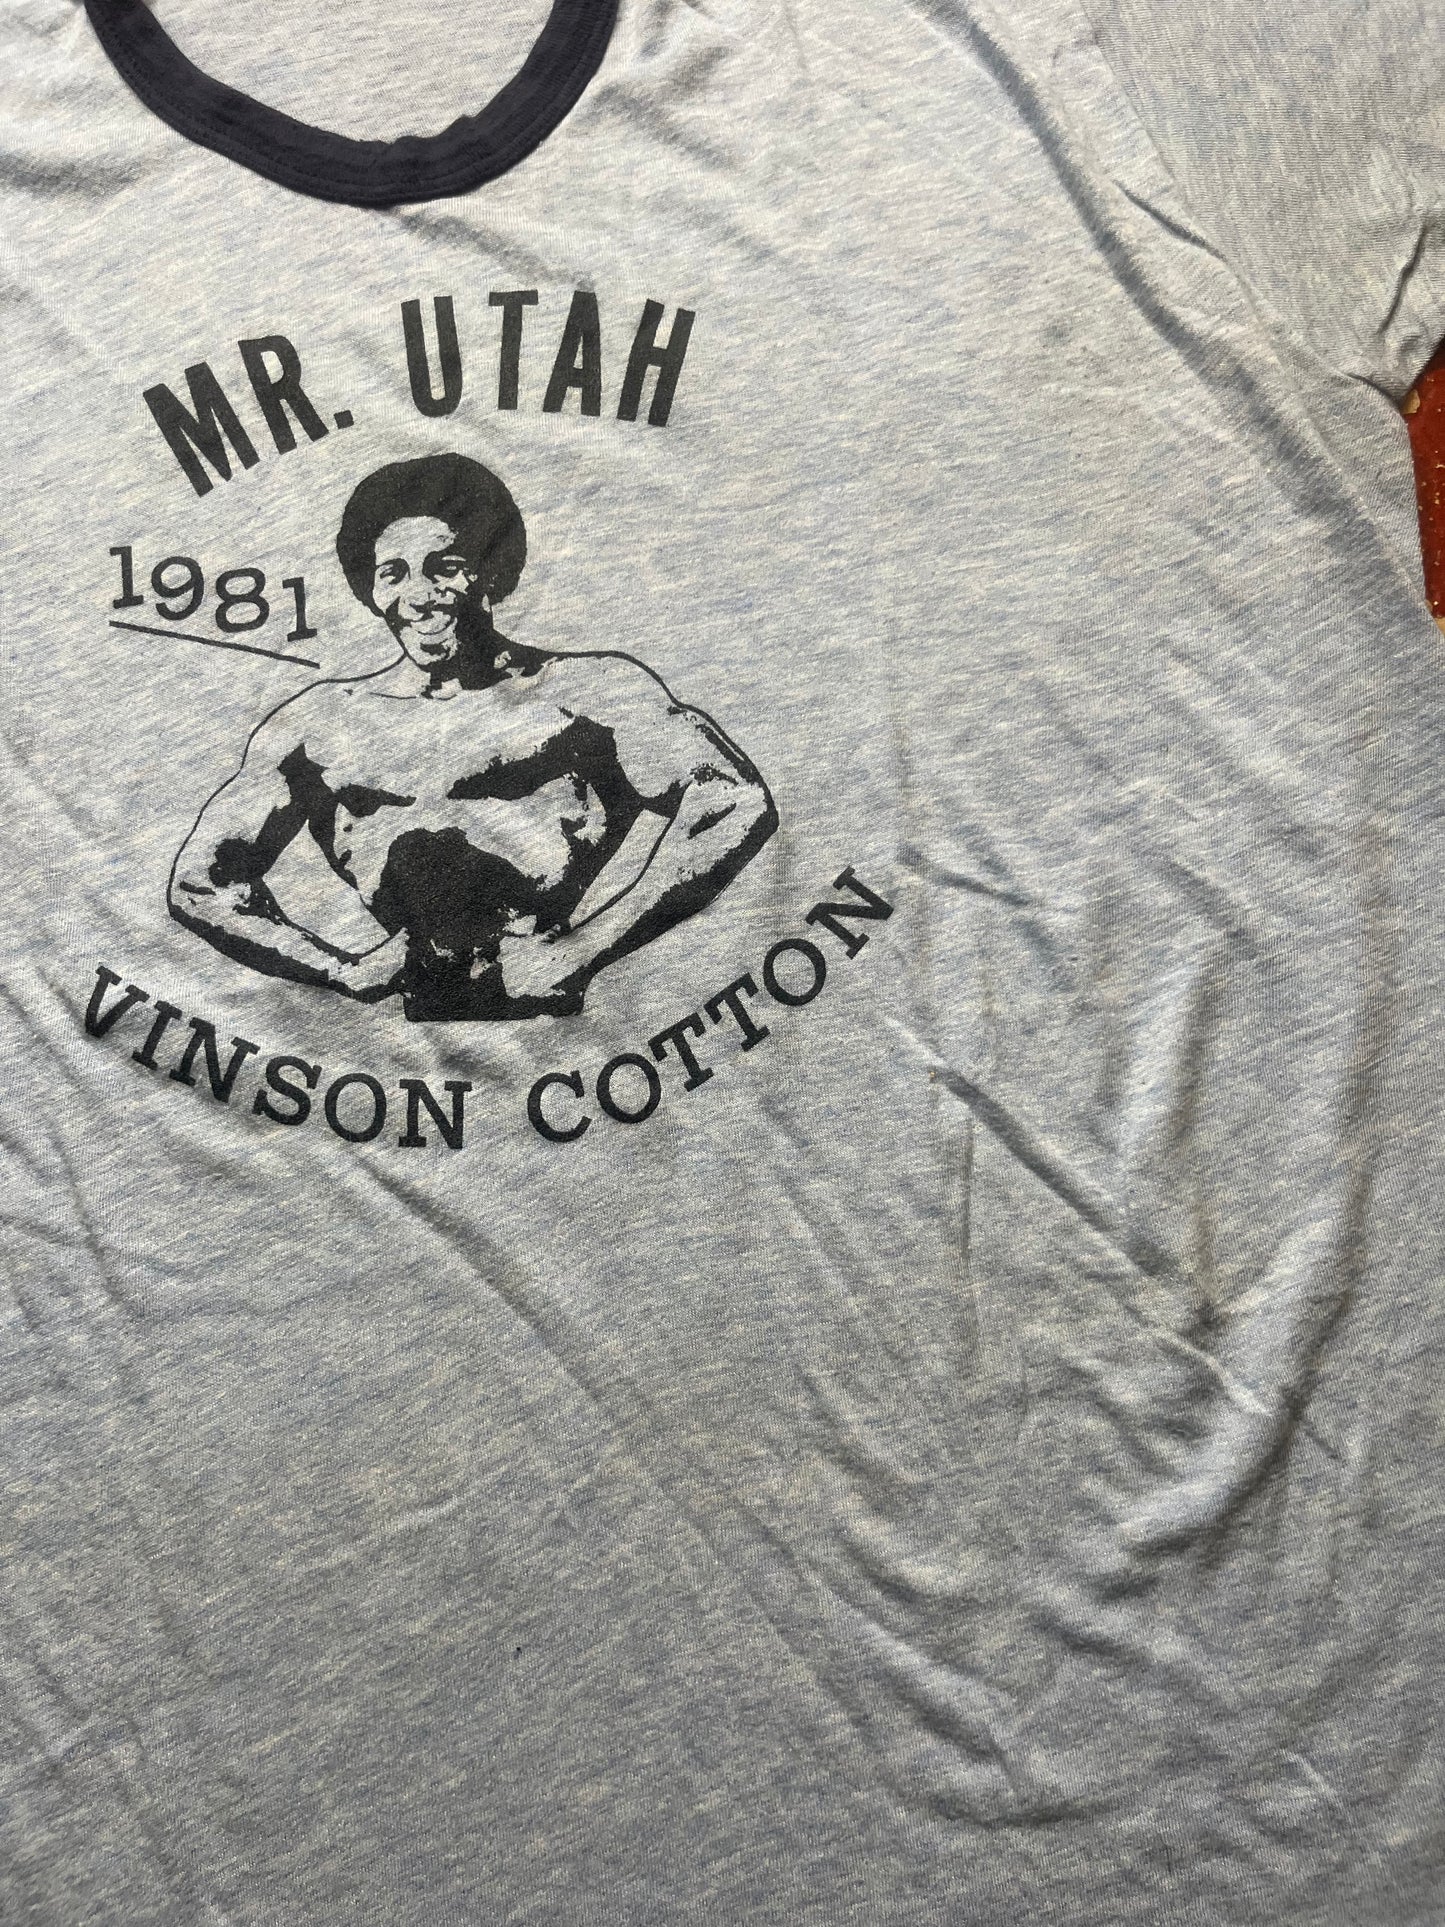 MR. UTAH
1981
VINSON COTTON